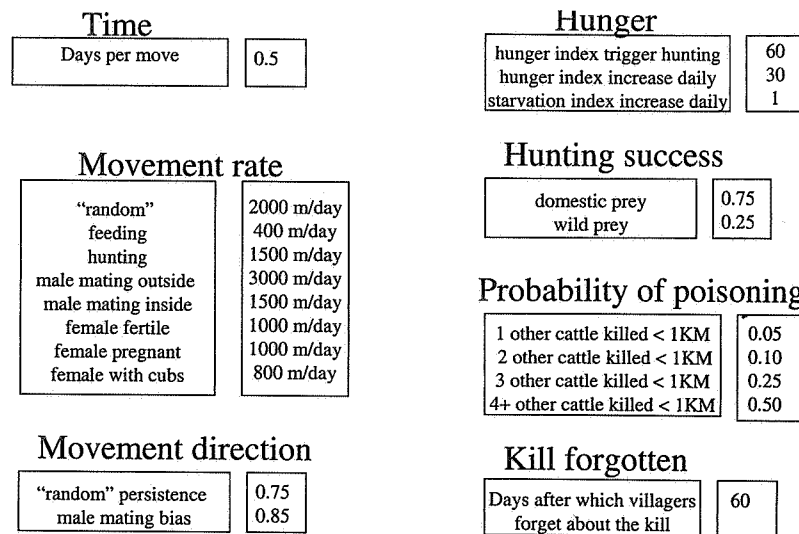 Time
Days per move 0.5
Movement rate
“random” 2000 m/day
feeding 400 m/day
hunting 1500 m/day
male mating outside 3000 m/day
male mating inside 1500 m/day
female fertile 1000 m/day
female pregnant 1000 m/day
female with cubs 800 m/day
Movement direction
“random” persistence 0.75
male mating bias 0.85
Hunger
hunger index trigger hunting 60
hunger index increase daily 30
starvation index increase daily 1
Hunting success
domestic prey 0.75
wild prey 0.25
Probability of poisoning
1 other cattle killed < 1KM 0.05
2 other cattle killed < 1KM 0.10
3 other cattle killed < 1KM 0.25
4+ other cattle killed < 1KM 0.50
Kill forgotten
Days after which villagers 60
forget about the kill